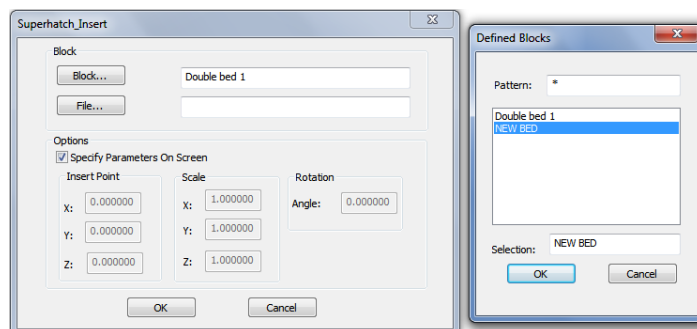 Superhatch_Insert
Block
Block... Double bed 1
File...
Options
Specify Parameters On Screen
Insert Point
X: 0.000000
Y: 0.000000
Z: 0.000000
Scale
X: 1.000000
Y: 1.000000
Z: 1.000000
Rotation
Angle: 0.000000
OK Cancel
Defined Blocks
Pattern: *
Double bed 1
NEW BED
Selection: NEW BED
OK Cancel